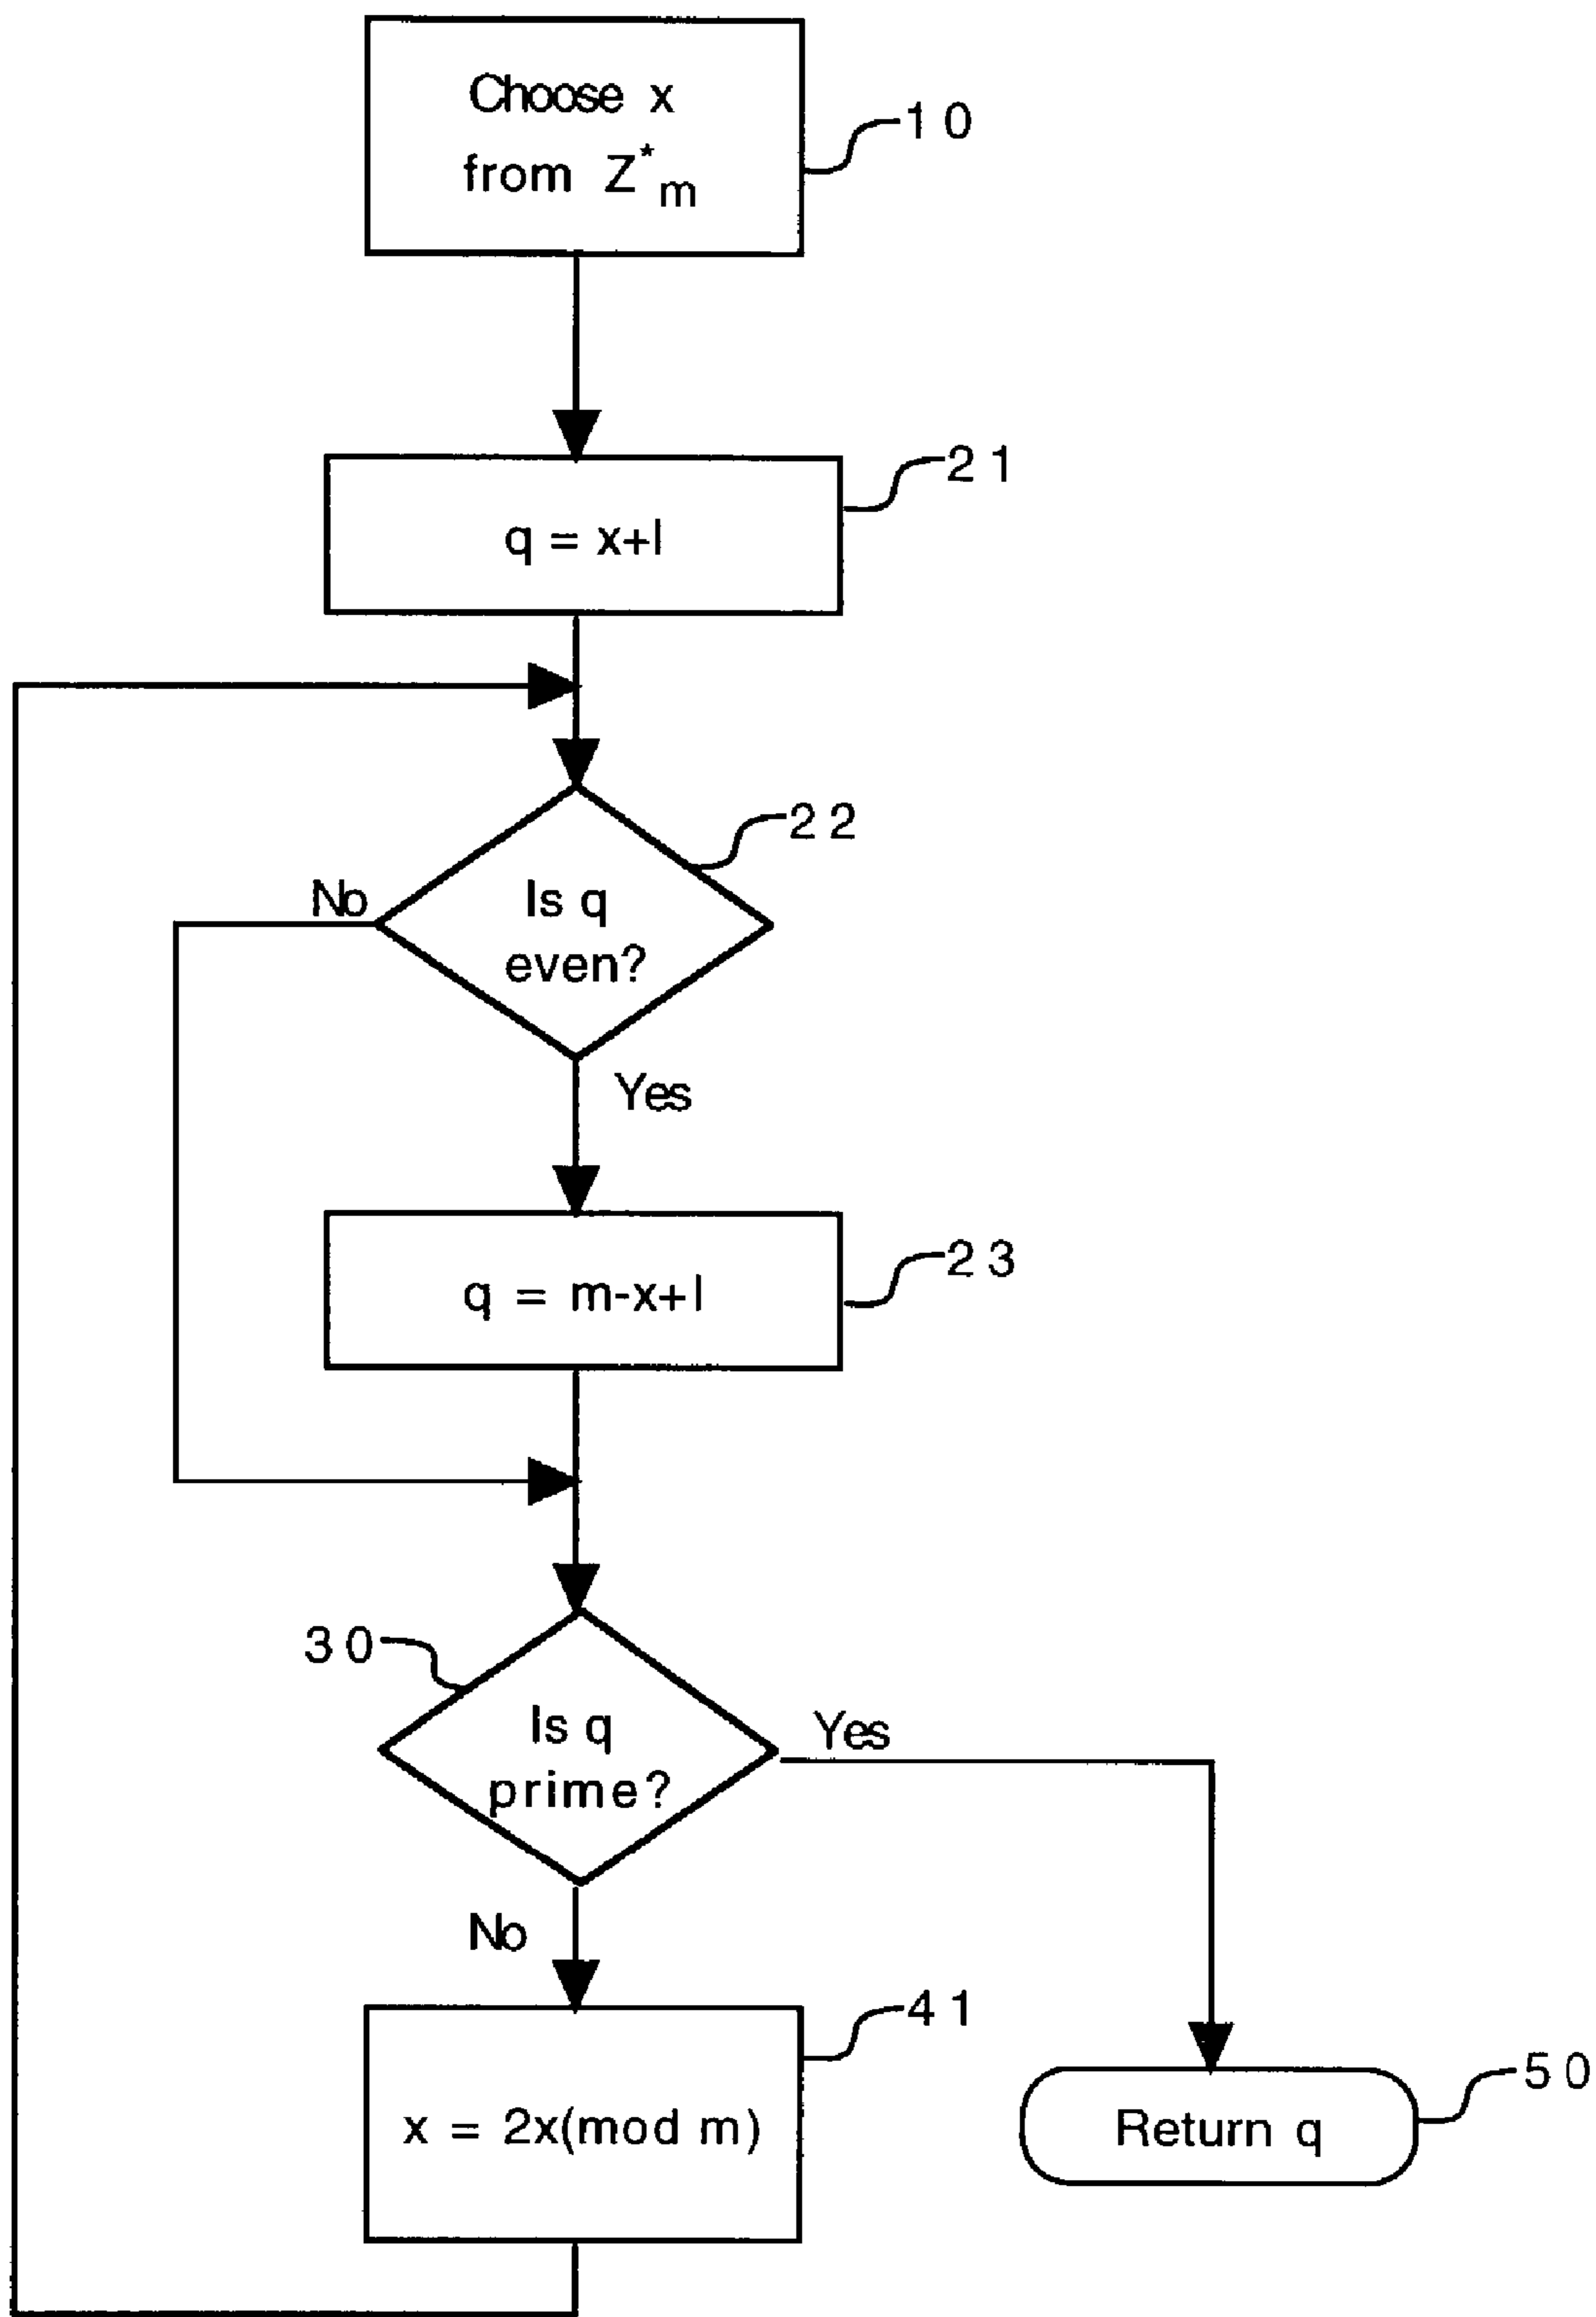 Choose x
from Z*m
10
q = x+l
21
22
No
Is q
even?
Yes
q = m-x+l
23
30
Is q
prime?
Yes
No
x = 2x(mod m)
41
Return q
50